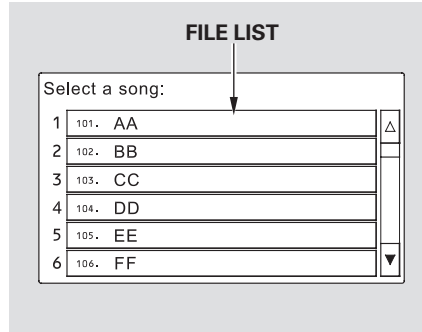 FILE LIST
Select a song:
1 101. AA
2 102. BB
3 103. CC
4 104. DD
5 105. EE
6 106. FF